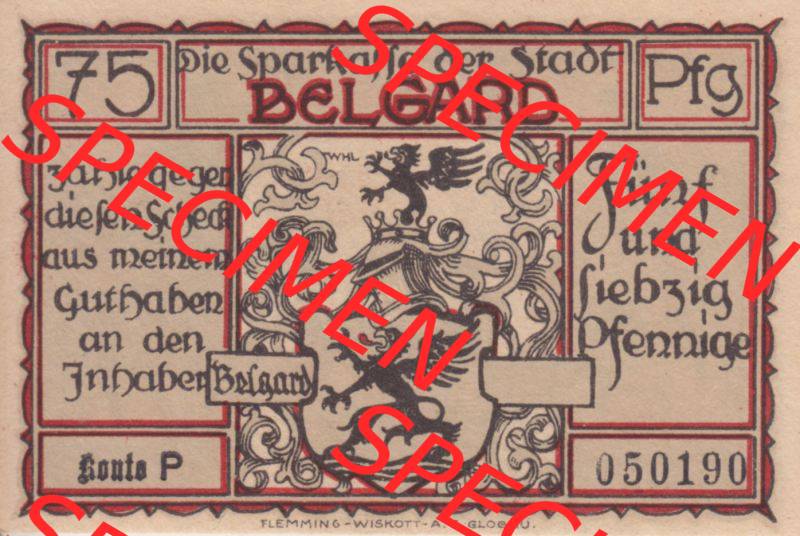 75
Die Sparkasse der Stadt
BELGARD
Pfg
zahle gegen
diesen Scheck
aus meinem
Guthaben
an den
Inhaber
WHL
Fünf
und
siebzig
Pfennige
Belgard
Konto P
050190
FLEMMING-WISKOTT-A. GLOGAU.
SPECIMEN
SPECIMEN
SPECIMEN